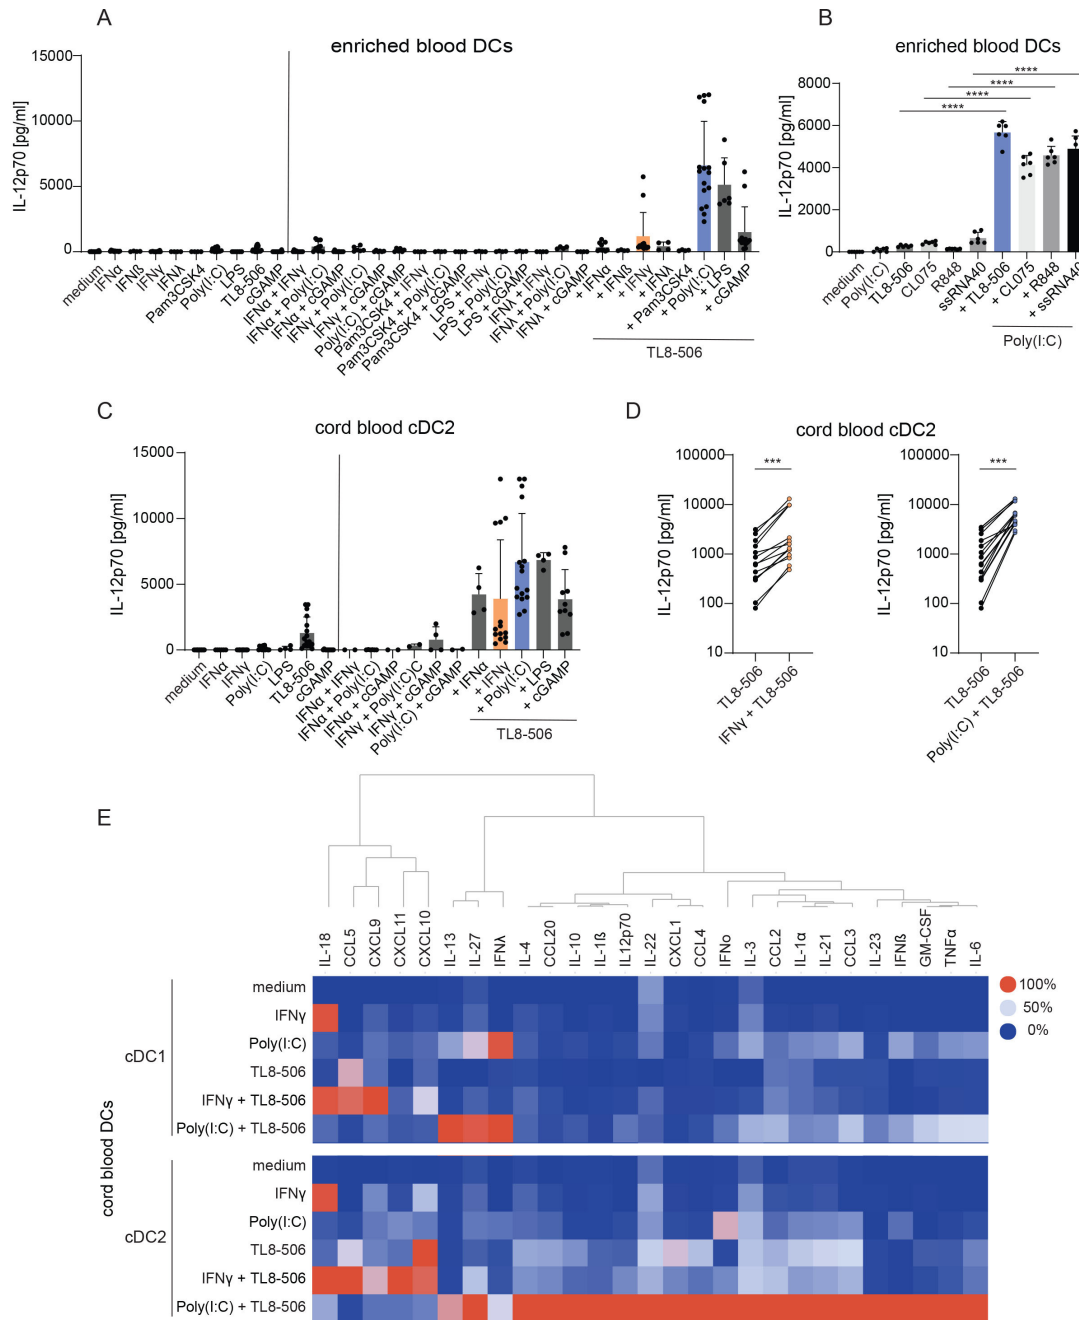 A
enriched blood DCs
IL-12p70 [pg/ml]
15000
10000
5000
0
medium
IFNα
IFNß
IFNγ
IFNλ
Pam3CSK4
Poly(I:C)
LPS
TL8-506
cGAMP
IFNα + IFNγ
IFNα + Poly(I:C)
IFNα + cGAMP
IFNγ + Poly(I:C)
IFNγ + cGAMP
Poly(I:C) + cGAMP
Pam3CSK4 + IFNγ
Pam3CSK4 + Poly(I:C)
Pam3CSK4 + cGAMP
LPS + IFNγ
LPS + Poly(I:C)
LPS + cGAMP
IFNλ + IFNγ
IFNλ + Poly(I:C)
IFNλ + cGAMP
+ IFNα
+ IFNß
+ IFNγ
+ IFNλ
+ Pam3CSK4
+ Poly(I:C)
+ LPS
+ cGAMP
TL8-506
B
enriched blood DCs
IL-12p70 [pg/ml]
8000
6000
4000
2000
0
****
****
****
****
medium
Poly(I:C)
TL8-506
CL075
R848
ssRNA40
+ TL8-506
+ CL075
+ R848
+ ssRNA40
Poly(I:C)
C
cord blood cDC2
IL-12p70 [pg/ml]
15000
10000
5000
0
medium
IFNα
IFNγ
Poly(I:C)
LPS
TL8-506
cGAMP
IFNα + IFNγ
IFNα + Poly(I:C)
IFNα + cGAMP
IFNγ + Poly(I:C)C
IFNγ + cGAMP
Poly(I:C) + cGAMP
+ IFNα
+ IFNγ
+ Poly(I:C)
+ LPS
+ cGAMP
TL8-506
D
cord blood cDC2
IL-12p70 [pg/ml]
100000
10000
1000
100
10
***
TL8-506
IFNγ + TL8-506
IL-12p70 [pg/ml]
100000
10000
1000
100
10
***
TL8-506
Poly(I:C) + TL8-506
E
IL-18
CCL5
CXCL9
CXCL11
CXCL10
IL-13
IL-27
IFNλ
IL-4
CCL20
IL-10
IL-1ß
IL12p70
IL-22
CXCL1
CCL4
IFNα
IL-3
CCL2
IL-1α
IL-21
CCL3
IL-23
IFNß
GM-CSF
TNFα
IL-6
100%
50%
0%
cord blood DCs
cDC1
medium
IFNγ
Poly(I:C)
TL8-506
IFNγ + TL8-506
Poly(I:C) + TL8-506
cDC2
medium
IFNγ
Poly(I:C)
TL8-506
IFNγ + TL8-506
Poly(I:C) + TL8-506